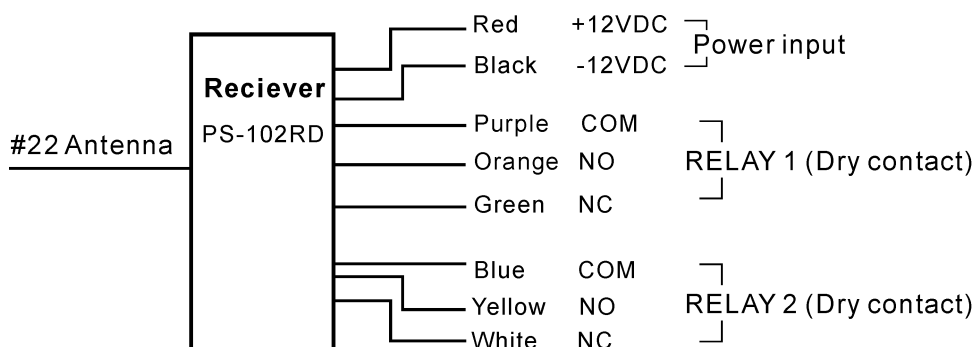 Red +12VDC
Power input
Black -12VDC
Reciever
PS-102RD
#22 Antenna
Purple COM
Orange NO RELAY 1 (Dry contact)
Green NC
Blue COM
Yellow NO RELAY 2 (Dry contact)
White NC